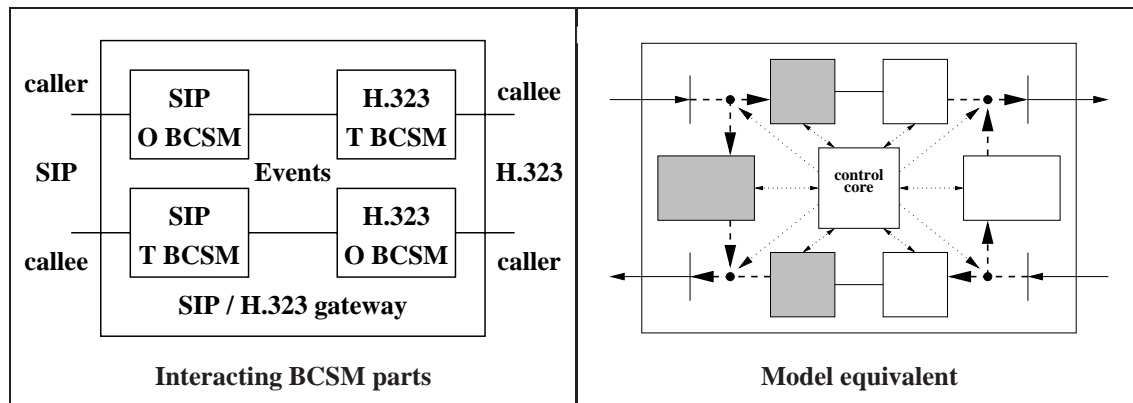 caller
SIP
O BCSM
H.323
T BCSM
callee
SIP
Events
H.323
callee
SIP
T BCSM
H.323
O BCSM
caller
SIP / H.323 gateway
Interacting BCSM parts
control
core
Model equivalent